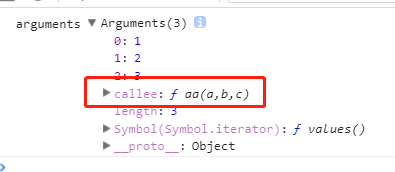 arguments ▼ Arguments(3) i
0: 1
1: 2
2: 3
▶ callee: ƒ aa(a,b,c)
length: 3
▶ Symbol(Symbol.iterator): ƒ values()
▶ __proto__: Object
>